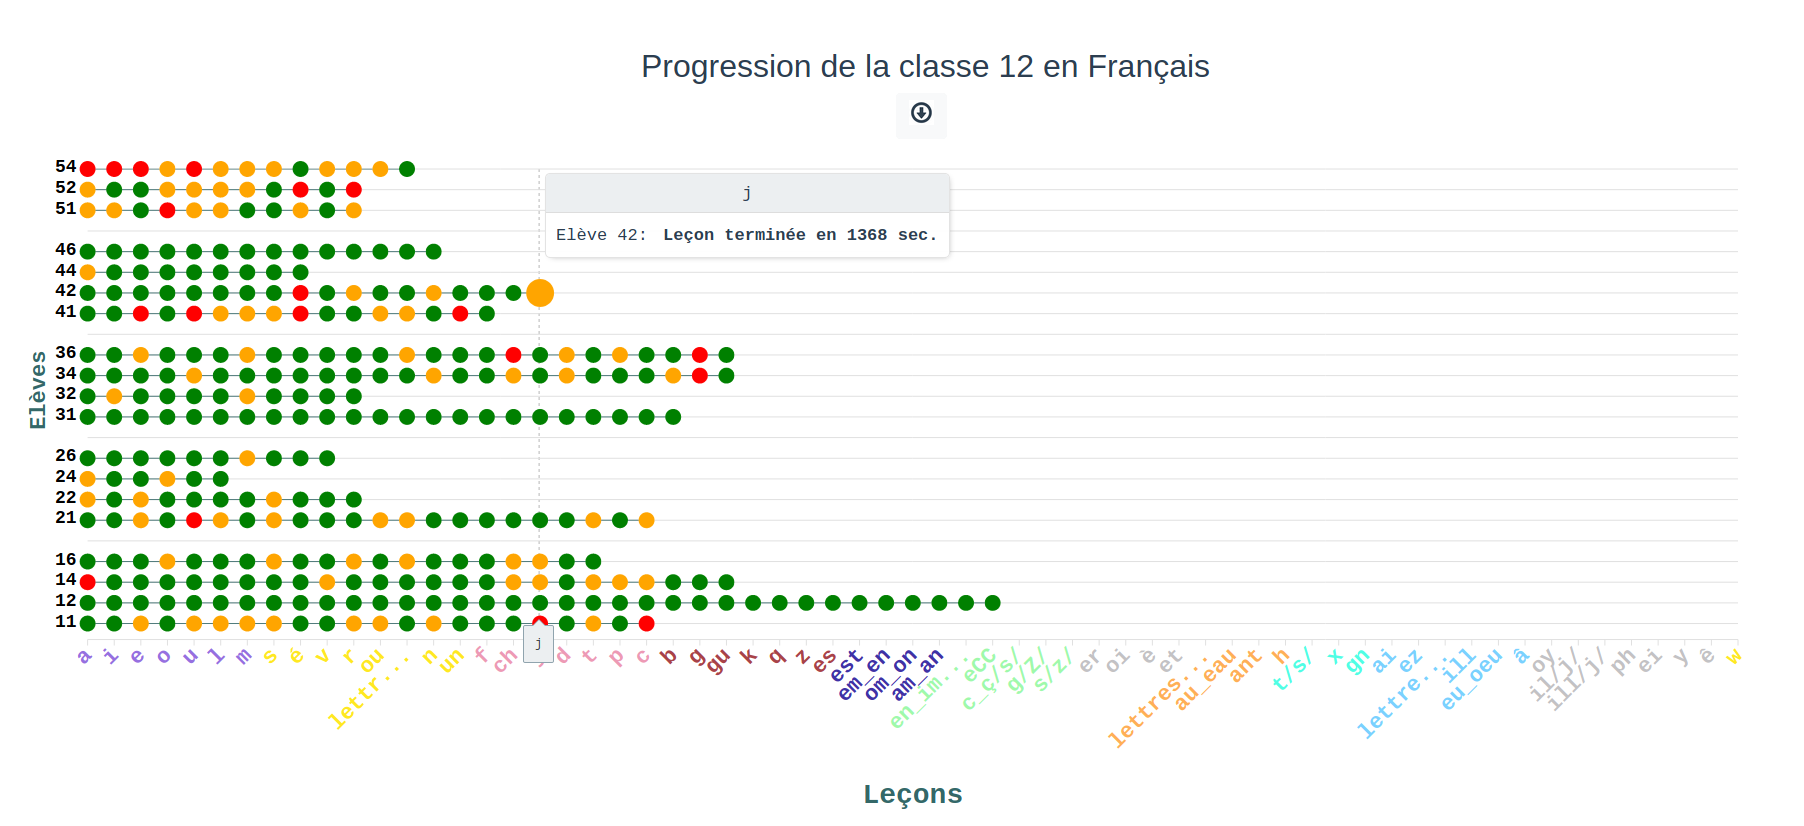 Progression de la classe 12 en Français
54
52
51
46
44
42
41
36
34
32
31
26
24
22
21
16
14
12
11
Elèves
j
Elève 42: Leçon terminée en 1368 sec.
j
a i e o u l m s é v r ou lettr... n un f ch d t p c b g gu k q z es est em_en om_on am_an en_im... ecc c_ç/s/ g/z/ s/z/ er oi è et lettres... au_eau ant h t/s/ x gn ai ez lettre... ill eu_oeu â oy il/j/ ill/j/ ph ei y ê w
Leçons